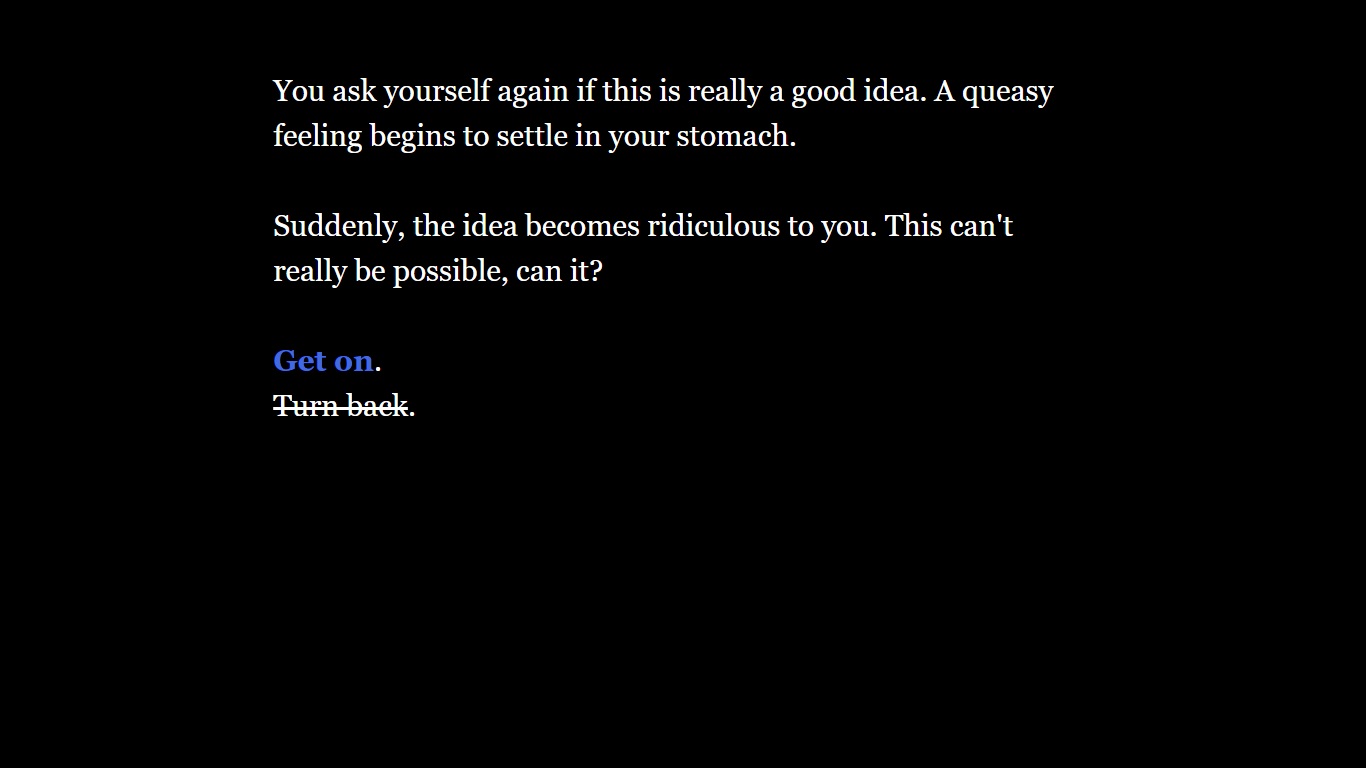 You ask yourself again if this is really a good idea. A queasy
feeling begins to settle in your stomach.
Suddenly, the idea becomes ridiculous to you. This can't
really be possible, can it?
Get on.
Turn back.